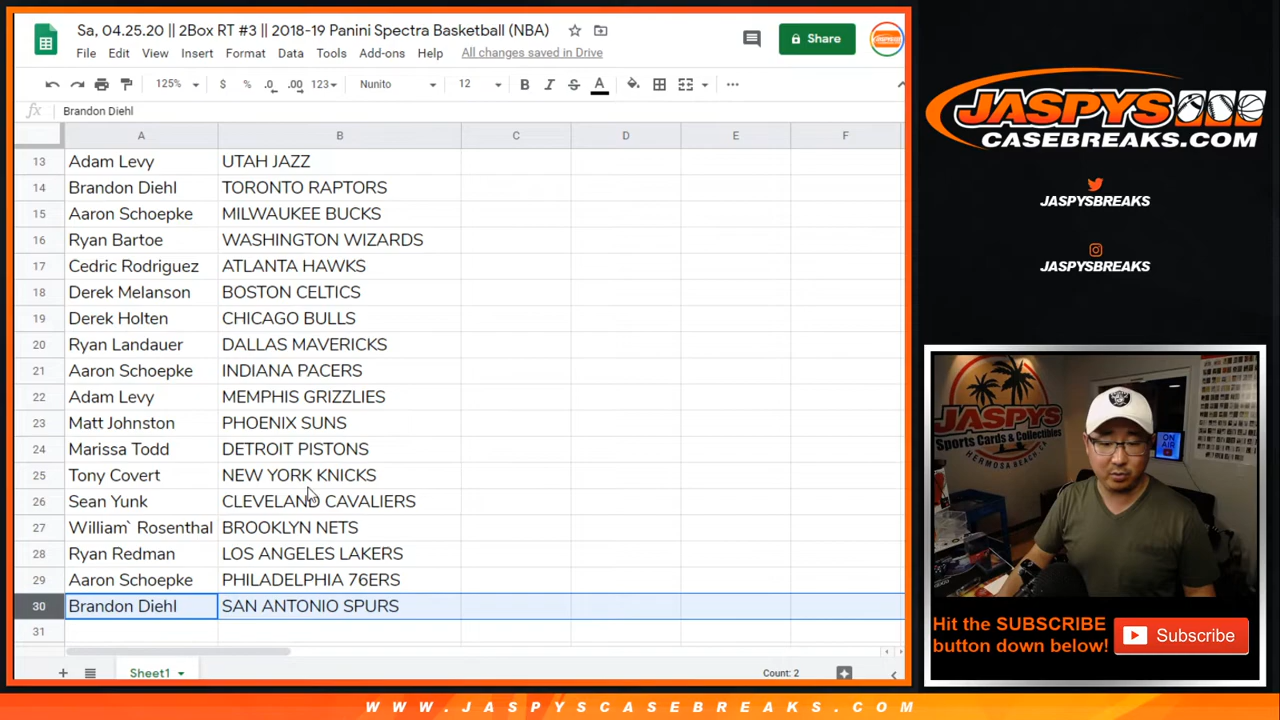 Sa, 04.25.20 || 2Box RT #3 || 2018-19 Panini Spectra Basketball (NBA)
File Edit View Insert Format Data Tools Add-ons Help All changes saved in Drive
Share
125% $ % .0 .00 123 Nunito 12 B I S A
fx Brandon Diehl
A B C D E F
13 Adam Levy UTAH JAZZ
14 Brandon Diehl TORONTO RAPTORS
15 Aaron Schoepke MILWAUKEE BUCKS
16 Ryan Bartoe WASHINGTON WIZARDS
17 Cedric Rodriguez ATLANTA HAWKS
18 Derek Melanson BOSTON CELTICS
19 Derek Holten CHICAGO BULLS
20 Ryan Landauer DALLAS MAVERICKS
21 Aaron Schoepke INDIANA PACERS
22 Adam Levy MEMPHIS GRIZZLIES
23 Matt Johnston PHOENIX SUNS
24 Marissa Todd DETROIT PISTONS
25 Tony Covert NEW YORK KNICKS
26 Sean Yunk CLEVELAND CAVALIERS
27 William` Rosenthal BROOKLYN NETS
28 Ryan Redman LOS ANGELES LAKERS
29 Aaron Schoepke PHILADELPHIA 76ERS
30 Brandon Diehl SAN ANTONIO SPURS
31
Sheet1 Count: 2
JASPYS
CASEBREAKS.COM
JASPYSBREAKS
JASPYSBREAKS
JASPYS
Sports Cards & Collectibles
HERMOSA BEACH, CA
ON AIR
Hit the SUBSCRIBE
button down below!
Subscribe
WWW.JASPYSCASEBREAKS.COM